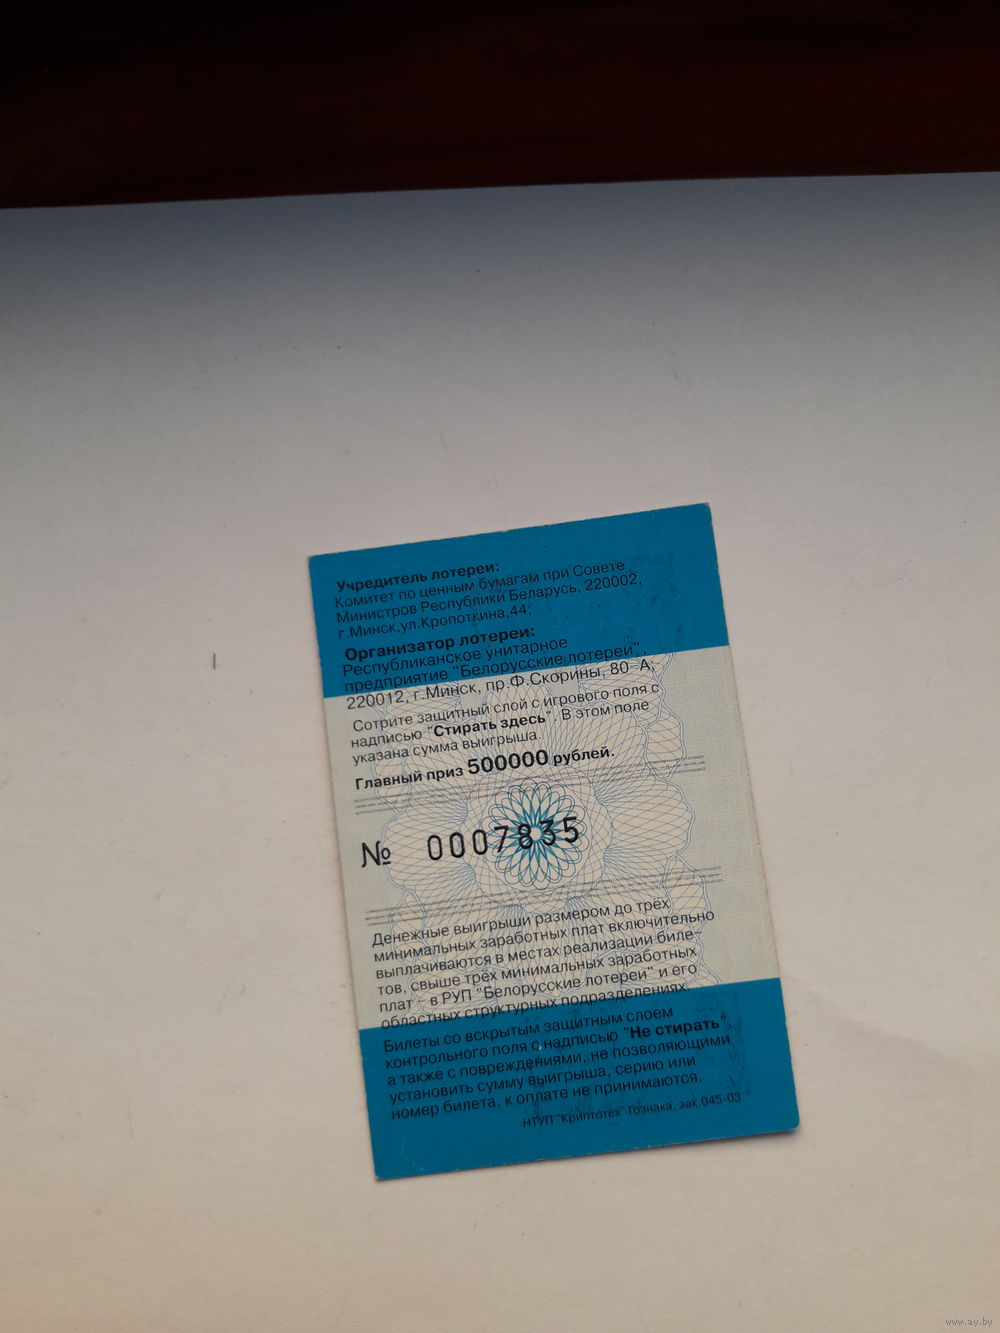 Учредитель лотереи:
Комитет по ценным бумагам при Совете
Министров Республики Беларусь, 220002,
г.Минск,ул.Кропоткина,44;
Организатор лотереи:
Республиканское унитарное
предприятие "Белорусские лотереи",
220012, г.Минск, пр.Ф.Скорины, 80-А;
Сотрите защитный слой с игрового поля с
надписью "Стирать здесь". В этом поле
указана сумма выигрыша.
Главный приз 500000 рублей.
№ 0007835
Денежные выигрыши размером до трёх
минимальных заработных плат включительно
выплачиваются в местах реализации биле-
тов, свыше трёх минимальных заработных
плат - в РУП "Белорусские лотереи" и его
областных структурных подразделениях.
Билеты со вскрытым защитным слоем
контрольного поля с надписью "Не стирать"
а также с повреждениями, не позволяющими
установить сумму выигрыша, серию или
номер билета, к оплате не принимаются.
НТУП "Криптотех" Гознака, зак.045-03
www.ay.by